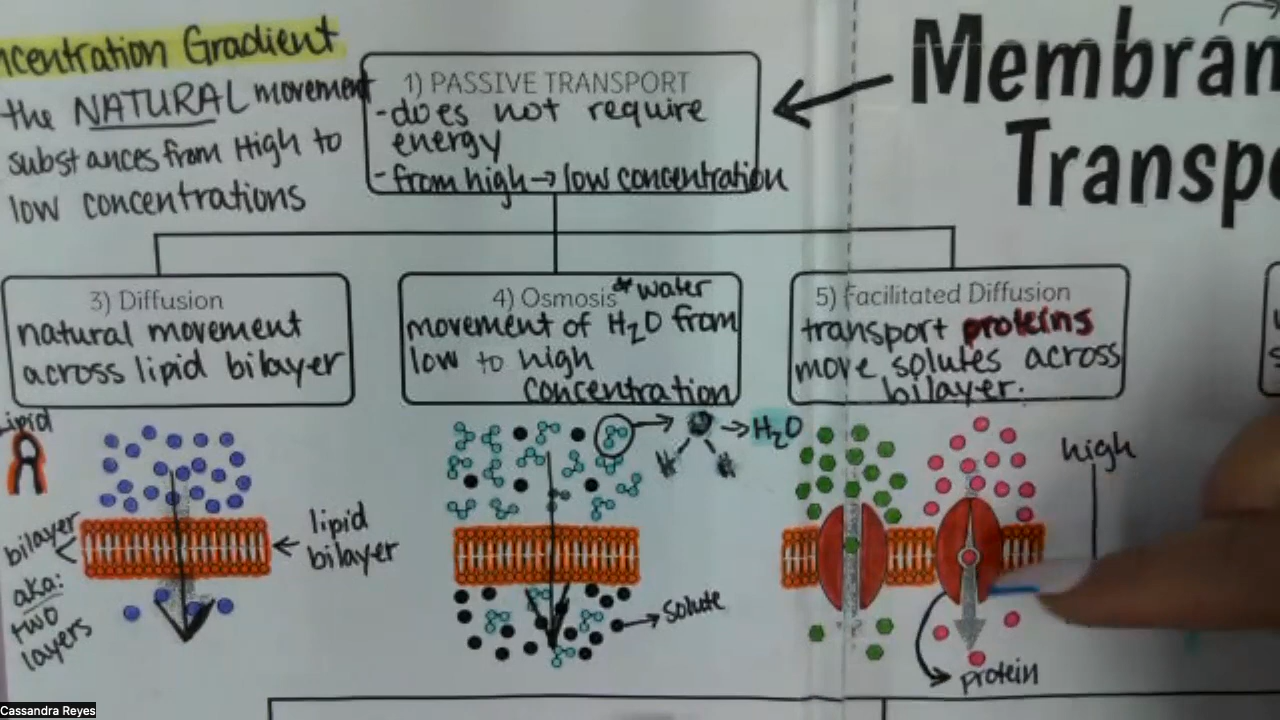 ncentration Gradient
the NATURAL movement
substances from High to
low concentrations
1) PASSIVE TRANSPORT
-does not require
energy
-from high→low concentration
Membran
Transp
3) Diffusion
natural movement
across lipid bilayer
4) Osmosis * water
movement of H₂O from
low to high
concentration
5) Facilitated Diffusion
transport proteins
move solutes across
bilayer.
Lipid
bilayer
aka:
two
layers
lipid
bilayer
→ → H₂O
H H
→ solute
high
protein
Cassandra Reyes